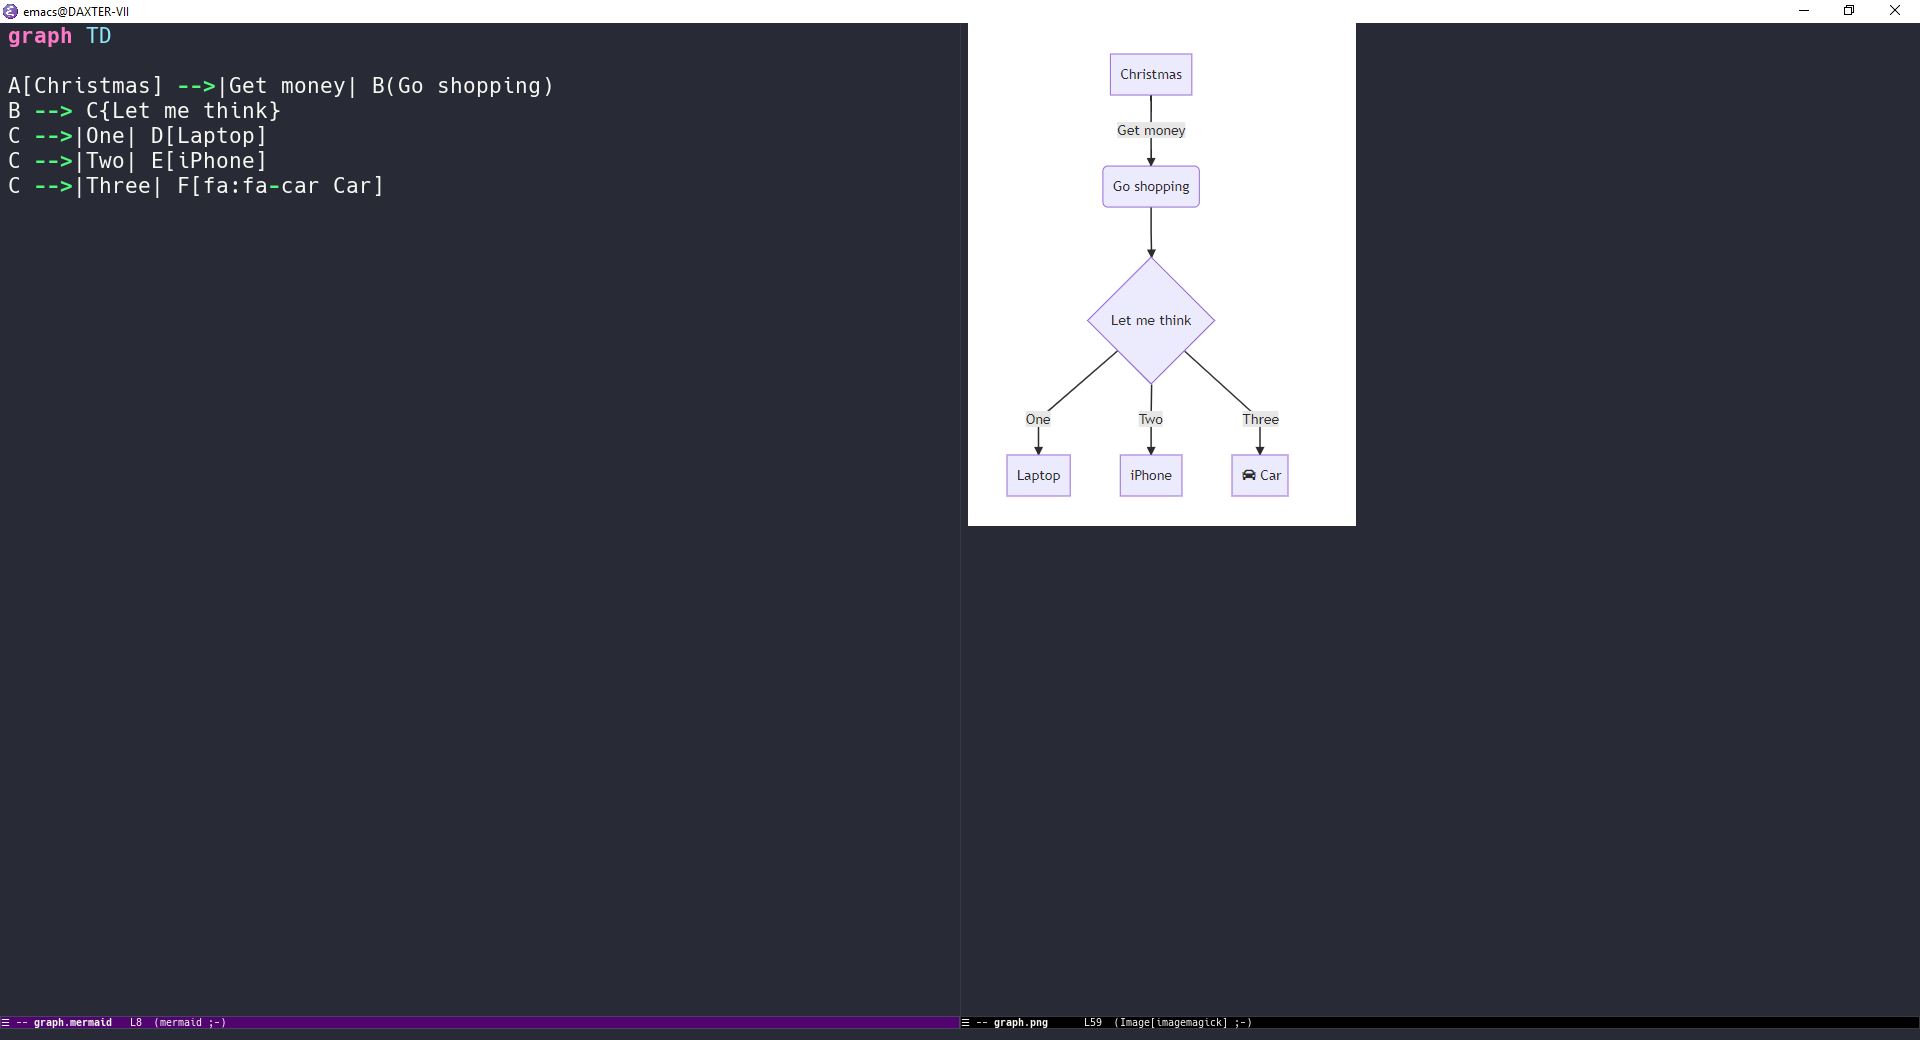 emacs@DAXTER-VII
graph TD
A[Christmas] -->|Get money| B(Go shopping)
B --> C{Let me think}
C -->|One| D[Laptop]
C -->|Two| E[iPhone]
C -->|Three| F[fa:fa-car Car]
Christmas
Get money
Go shopping
Let me think
One Two Three
Laptop iPhone Car
-- graph.mermaid L8 (mermaid ;-)
-- graph.png L59 (Image[imagemagick] ;-)